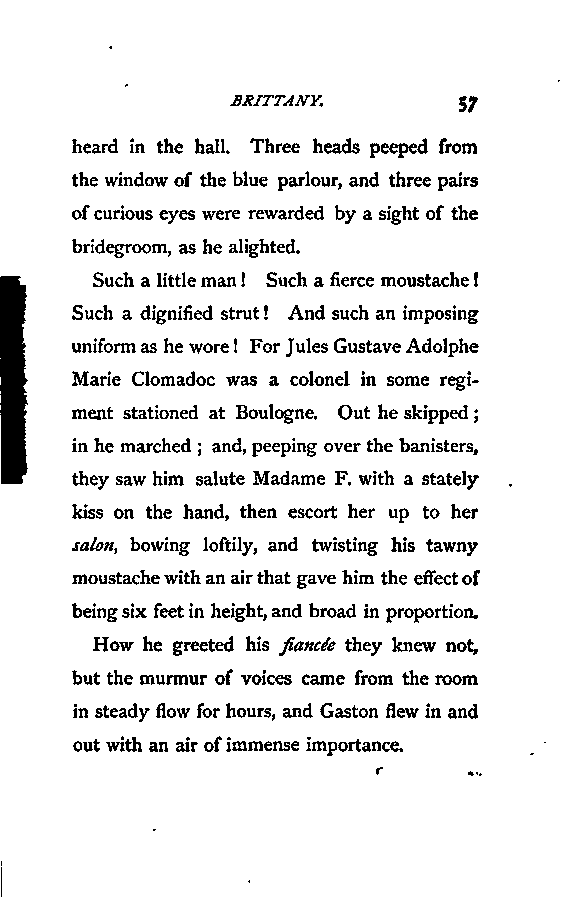 BRITTANY. 57
heard in the hall. Three heads peeped from
the window of the blue parlour, and three pairs
of curious eyes were rewarded by a sight of the
bridegroom, as he alighted.
Such a little man! Such a fierce moustache!
Such a dignified strut! And such an imposing
uniform as he wore! For Jules Gustave Adolphe
Marie Clomadoc was a colonel in some regi-
ment stationed at Boulogne. Out he skipped;
in he marched; and, peeping over the banisters,
they saw him salute Madame F. with a stately
kiss on the hand, then escort her up to her
salon, bowing loftily, and twisting his tawny
moustache with an air that gave him the effect of
being six feet in height, and broad in proportion.
How he greeted his fiancée they knew not,
but the murmur of voices came from the room
in steady flow for hours, and Gaston flew in and
out with an air of immense importance.